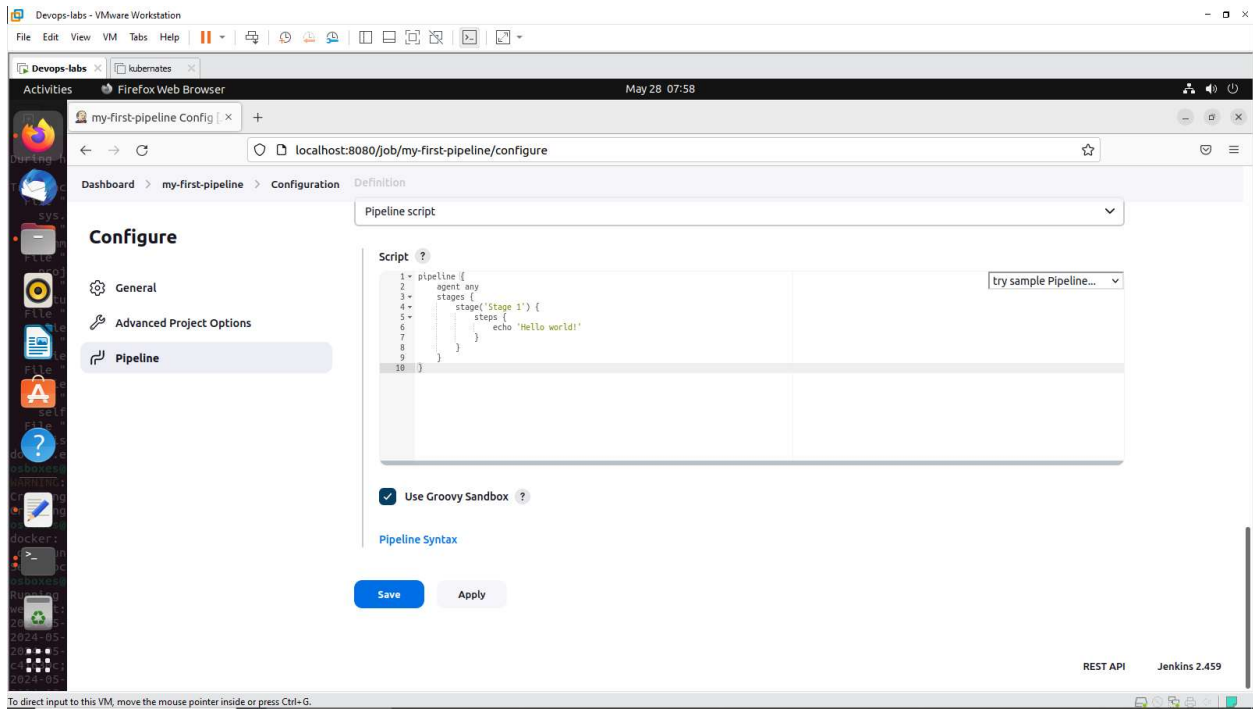 Devops-labs - VMware Workstation
File Edit View VM Tabs Help
Devops-labs
kubernetes
Activities Firefox Web Browser May 28 07:58
my-first-pipeline Config [
localhost:8080/job/my-first-pipeline/configure
Dashboard > my-first-pipeline > Configuration
Definition
Pipeline script
Configure
General
Advanced Project Options
Pipeline
Script ?
try sample Pipeline...
1 pipeline {
2 agent any
3 stages {
4 stage('Stage 1') {
5 steps {
6 echo 'Hello world!'
7 }
8 }
9 }
10 }
Use Groovy Sandbox ?
Pipeline Syntax
Save Apply
REST API Jenkins 2.459
To direct input to this VM, move the mouse pointer inside or press Ctrl+G.